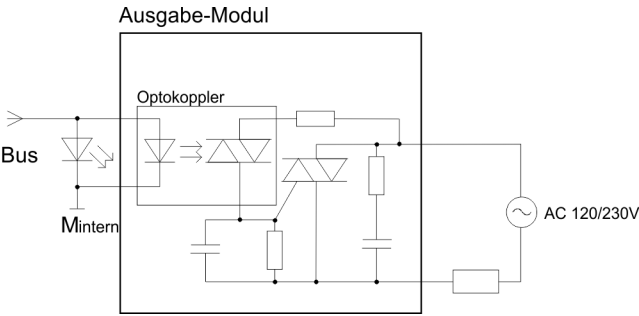 Ausgabe-Modul
Optokoppler
Bus
Mintern
AC 120/230V